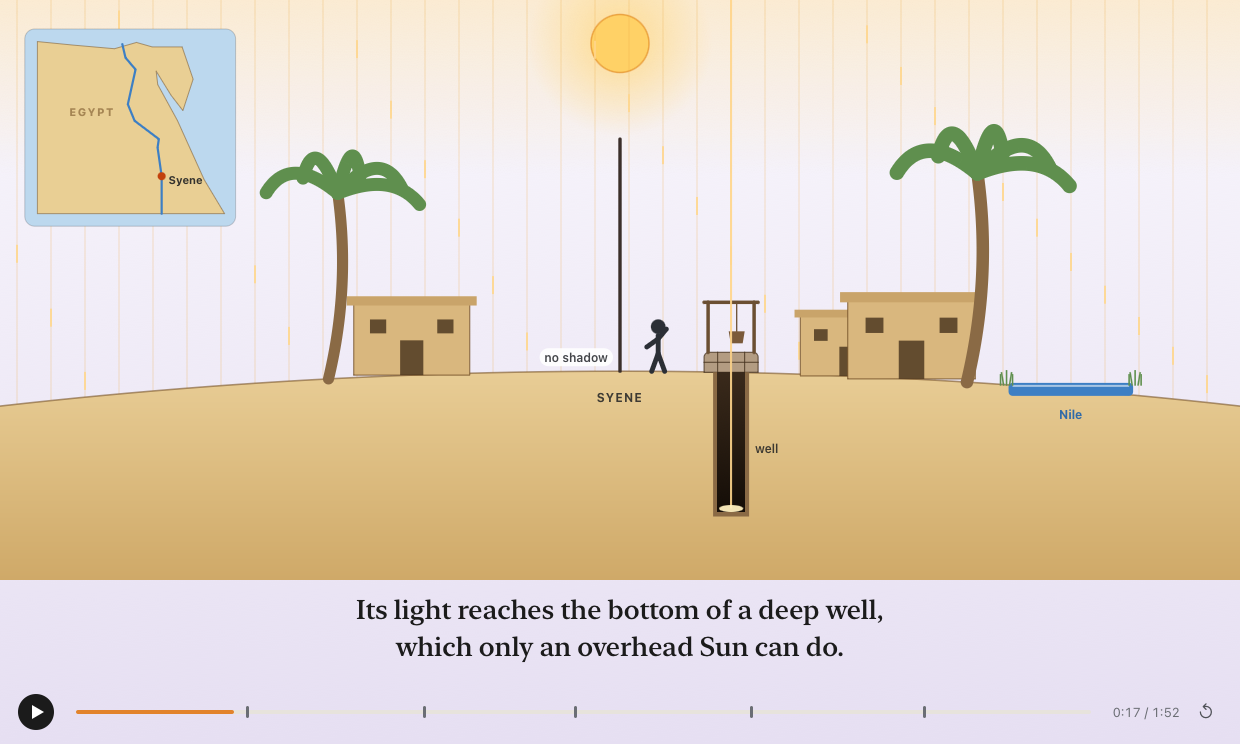 EGYPT
Syene
no shadow
SYENE
well
Nile
Its light reaches the bottom of a deep well,
which only an overhead Sun can do.
0:17 / 1:52